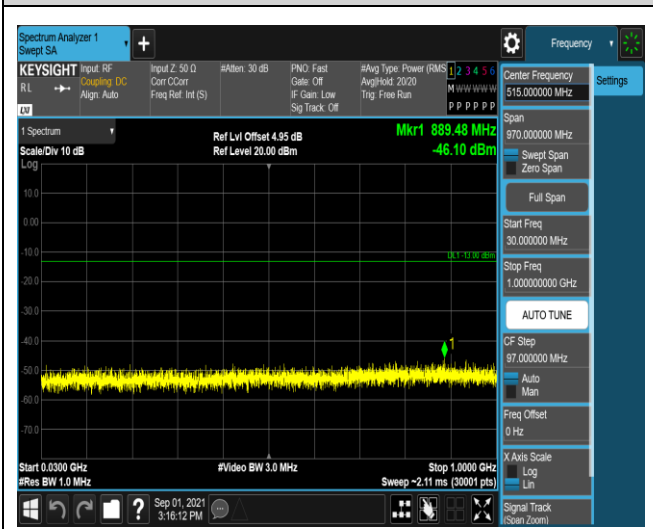 Spectrum Analyzer 1
Swept SA
+
Frequency
KEYSIGHT
RL
LXI
Input: RF
Coupling: DC
Align: Auto
Input Z: 50 Ω
Corr CCorr
Freq Ref: Int (S)
#Atten: 30 dB
PNO: Fast
Gate: Off
IF Gain: Low
Sig Track: Off
#Avg Type: Power (RMS
Avg|Hold: 20/20
Trig: Free Run
1 2 3 4 5 6
M W W W W W
P P P P P P
Center Frequency
515.000000 MHz
Settings
1 Spectrum
Scale/Div 10 dB
Log
Ref Lvl Offset 4.95 dB
Ref Level 20.00 dBm
Mkr1 889.48 MHz
-46.10 dBm
Span
970.000000 MHz
Swept Span
Zero Span
Full Span
Start Freq
30.000000 MHz
Stop Freq
1.000000000 GHz
AUTO TUNE
CF Step
97.000000 MHz
Auto
Man
Freq Offset
0 Hz
X Axis Scale
Log
Lin
Signal Track
(Span Zoom)
10.0
0.00
-10.0
DL1 -13.00 dBm
-20.0
-30.0
-40.0
1
-50.0
-60.0
-70.0
Start 0.0300 GHz
#Res BW 1.0 MHz
#Video BW 3.0 MHz
Stop 1.0000 GHz
Sweep ~2.11 ms (30001 pts)
?
Sep 01, 2021
3:16:12 PM